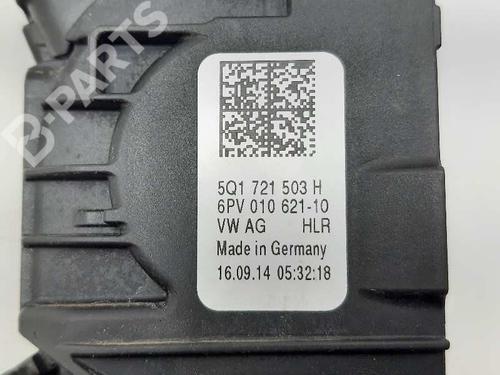 B-PARTS
5Q1 721 503 H
6PV 010 621-10
VW AG HLR
Made in Germany
16.09.14 05:32:18